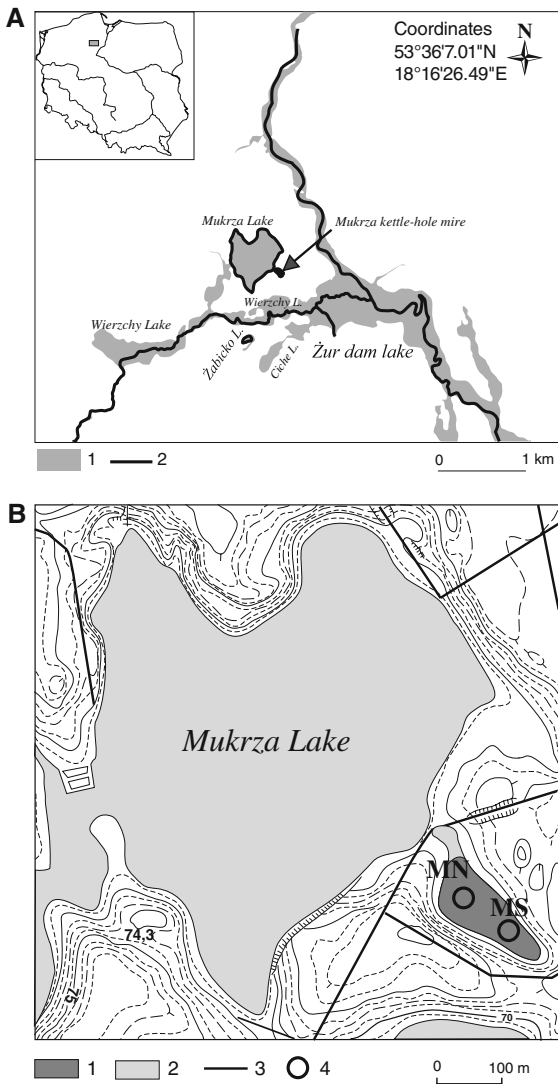 A
Coordinates
53°36'7.01"N
18°16'26.49"E
N
Mukrza Lake
Mukrza kettle-hole mire
Wierzchy L.
Wierzchy Lake
Żabicko L.
Ciche L.
Żur dam lake
1 2
0 1 km
B
Mukrza Lake
MN
MS
74,3
75
70
1 2 3 4
0 100 m